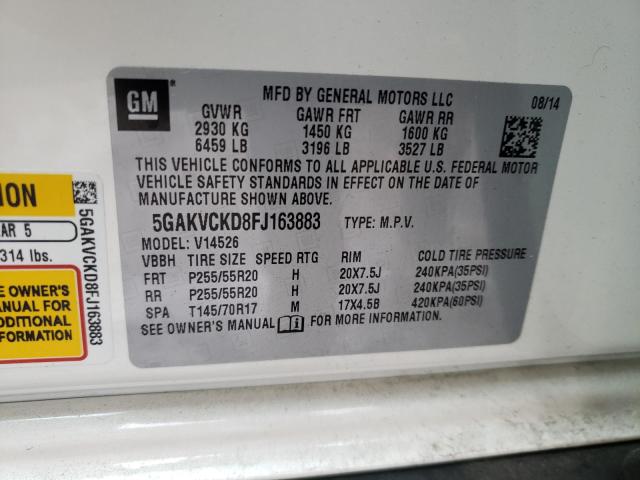 GM
MFD BY GENERAL MOTORS LLC 08/14
GVWR GAWR FRT GAWR RR
2930 KG 1450 KG 1600 KG
6459 LB 3196 LB 3527 LB
THIS VEHICLE CONFORMS TO ALL APPLICABLE U.S. FEDERAL MOTOR
VEHICLE SAFETY STANDARDS IN EFFECT ON THE DATE OF
MANUFACTURE SHOWN ABOVE.
5GAKVCKD8FJ163883 TYPE: M.P.V.
MODEL: V14526
VBBH TIRE SIZE SPEED RTG RIM COLD TIRE PRESSURE
FRT P255/55R20 H 20X7.5J 240KPA(35PSI)
RR P255/55R20 H 20X7.5J 240KPA(35PSI)
SPA T145/70R17 M 17X4.5B 420KPA(60PSI)
SEE OWNER'S MANUAL FOR MORE INFORMATION.
ION
AR 5
314 lbs.
E OWNER'S
NUAL FOR
DDITIONAL
ORMATION
5GAKVCKD8FJ163883